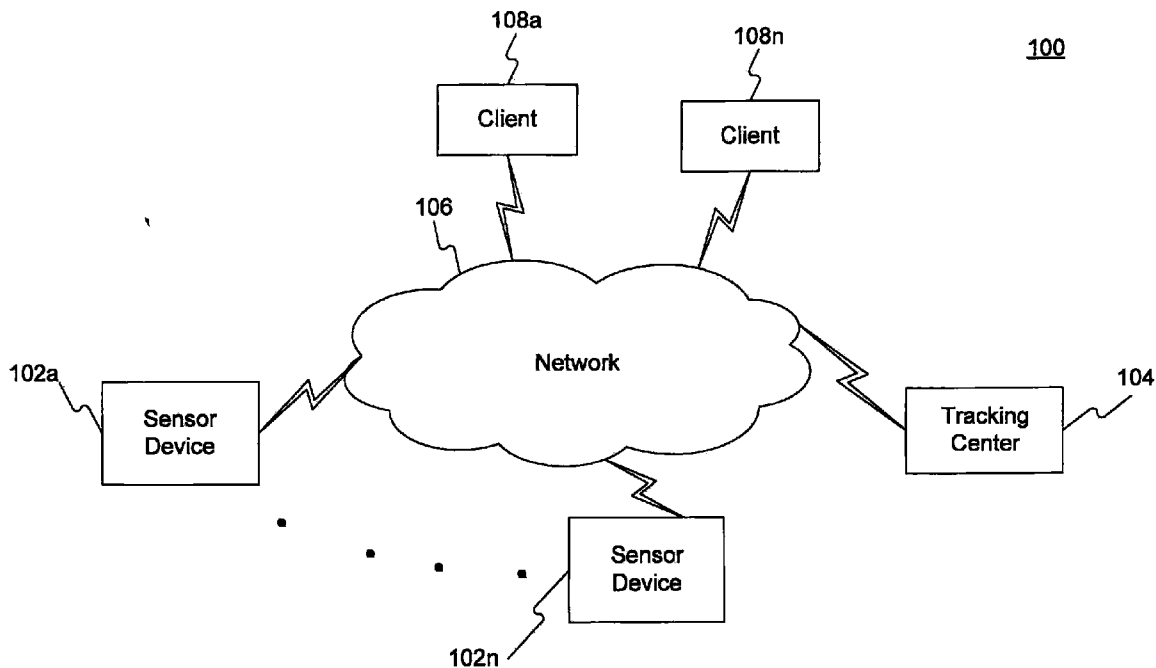 108a
108n
100
Client
Client
106
Network
102a
Sensor
Device
104
Tracking
Center
Sensor
Device
102n